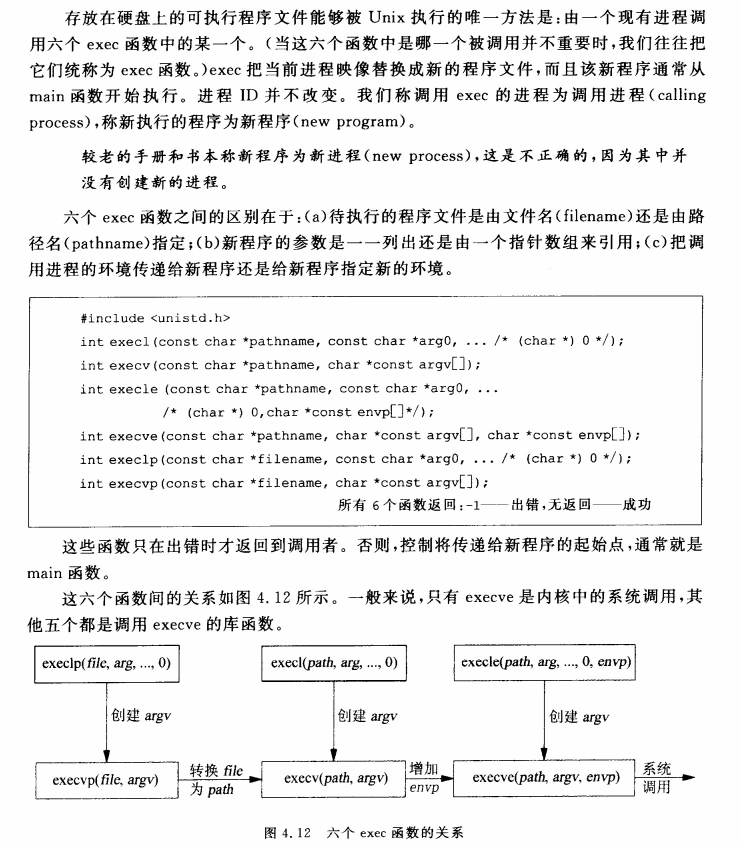 存放在硬盘上的可执行程序文件能够被 Unix 执行的唯一方法是:由一个现有进程调
用六个 exec 函数中的某一个。(当这六个函数中是哪一个被调用并不重要时,我们往往把
它们统称为 exec 函数。)exec 把当前进程映像替换成新的程序文件,而且该新程序通常从
main 函数开始执行。进程 ID 并不改变。我们称调用 exec 的进程为调用进程(calling
process),称新执行的程序为新程序(new program)。
较老的手册和书本称新程序为新进程(new process),这是不正确的,因为其中并
没有创建新的进程。
六个 exec 函数之间的区别在于:(a)待执行的程序文件是由文件名(filename)还是由路
径名(pathname)指定;(b)新程序的参数是一一列出还是由一个指针数组来引用;(c)把调
用进程的环境传递给新程序还是给新程序指定新的环境。
#include <unistd.h>
int execl(const char *pathname, const char *arg0, ... /* (char *) 0 */);
int execv(const char *pathname, char *const argv[]);
int execle (const char *pathname, const char *arg0, ...
/* (char *) 0,char *const envp[]*/);
int execve(const char *pathname, char *const argv[], char *const envp[]);
int execlp(const char *filename, const char *arg0, ... /* (char *) 0 */);
int execvp(const char *filename, char *const argv[]);
所有 6 个函数返回:-1——出错,无返回——成功
这些函数只在出错时才返回到调用者。否则,控制将传递给新程序的起始点,通常就是
main 函数。
这六个函数间的关系如图 4.12 所示。一般来说,只有 execve 是内核中的系统调用,其
他五个都是调用 execve 的库函数。
execlp(file, arg, ..., 0)
execl(path, arg, ..., 0)
execle(path, arg, ..., 0, envp)
创建 argv
创建 argv
创建 argv
execvp(file, argv)
转换 file
为 path
execv(path, argv)
增加
envp
execve(path, argv, envp)
系统
调用
图 4.12 六个 exec 函数的关系